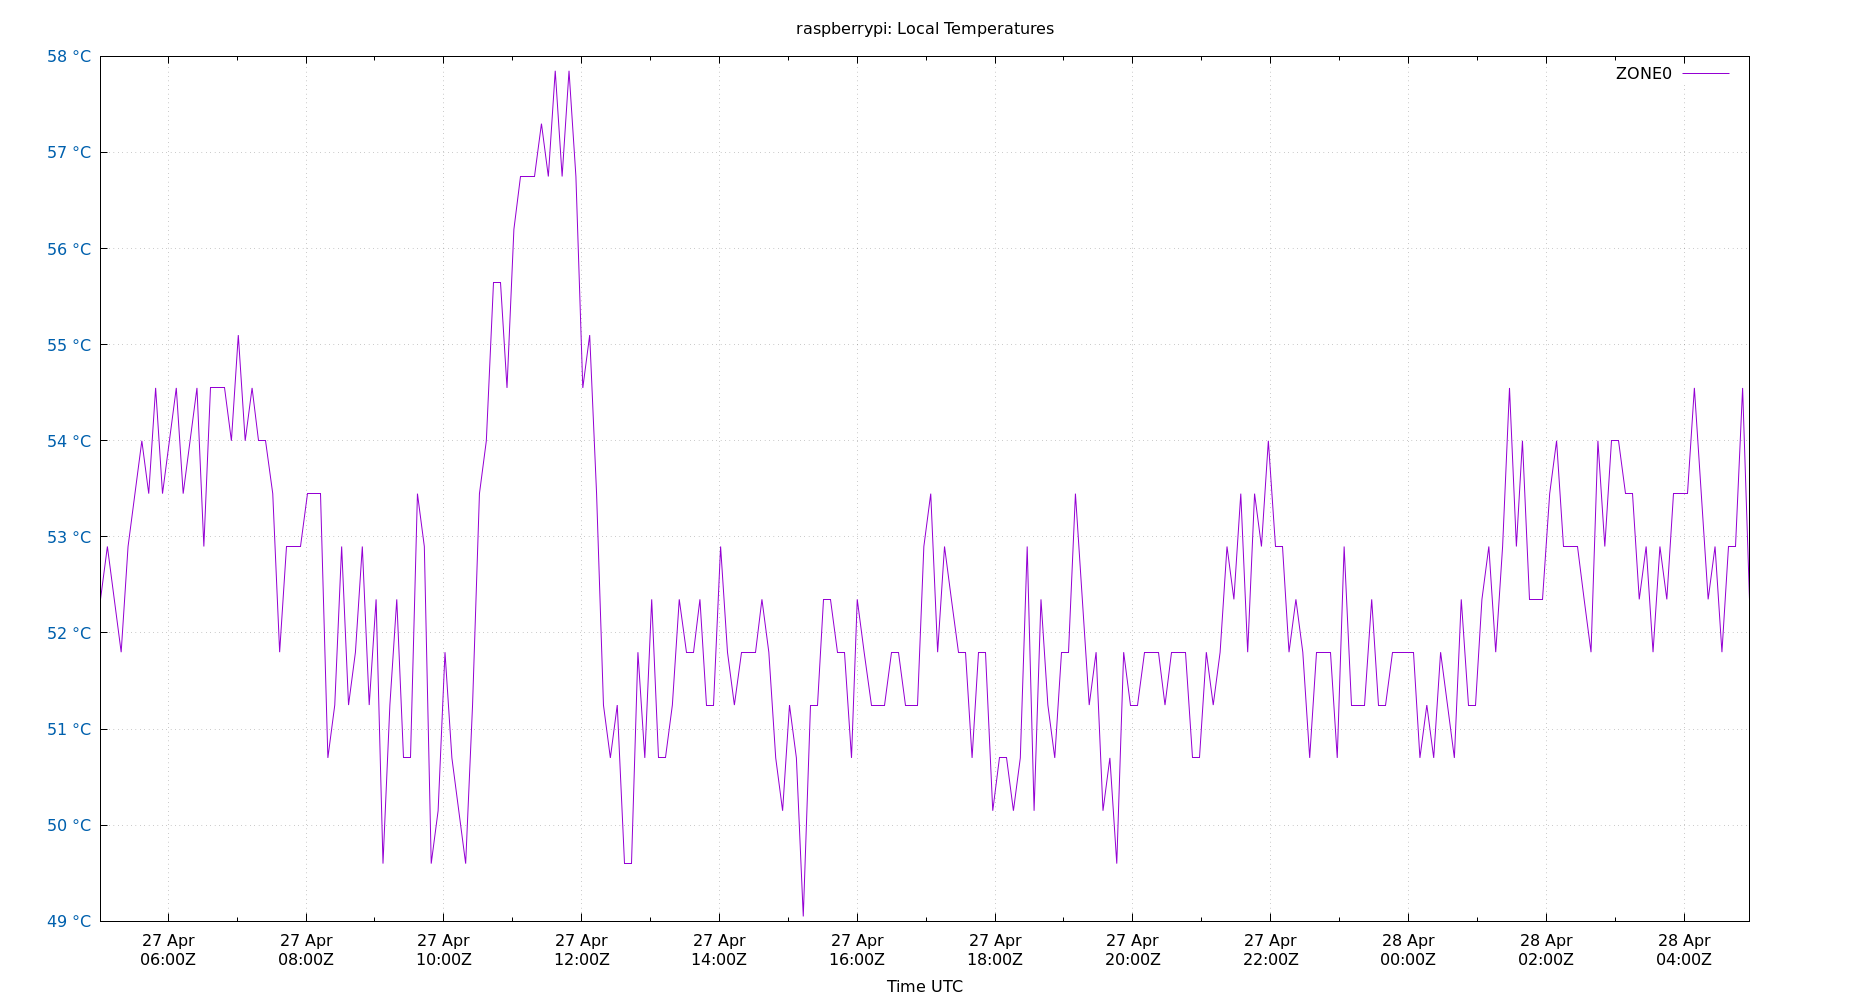 raspberrypi: Local Temperatures
58 °C
ZONE0
57 °C
56 °C
55 °C
54 °C
53 °C
52 °C
51 °C
50 °C
49 °C
27 Apr 27 Apr 27 Apr 27 Apr 27 Apr 27 Apr 27 Apr 27 Apr 27 Apr 28 Apr 28 Apr 28 Apr
06:00Z 08:00Z 10:00Z 12:00Z 14:00Z 16:00Z 18:00Z 20:00Z 22:00Z 00:00Z 02:00Z 04:00Z
Time UTC